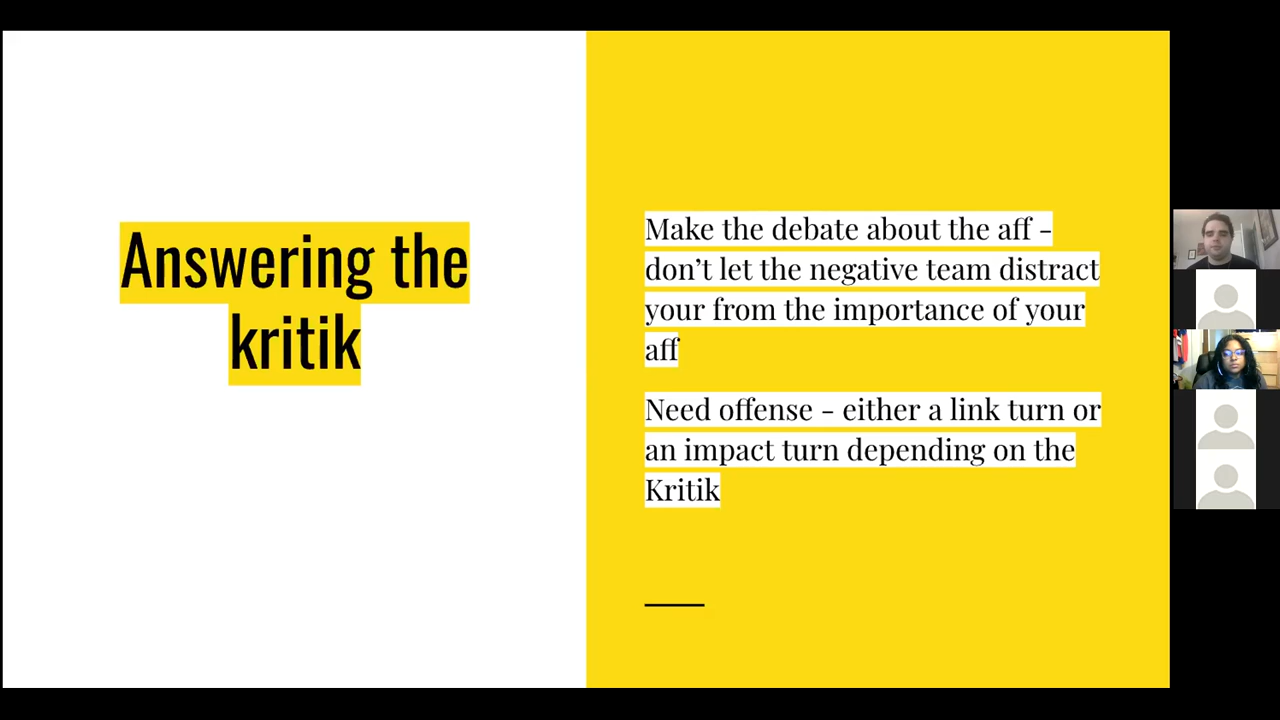 Answering the
kritik
Make the debate about the aff -
don't let the negative team distract
your from the importance of your
aff
Need offense - either a link turn or
an impact turn depending on the
Kritik